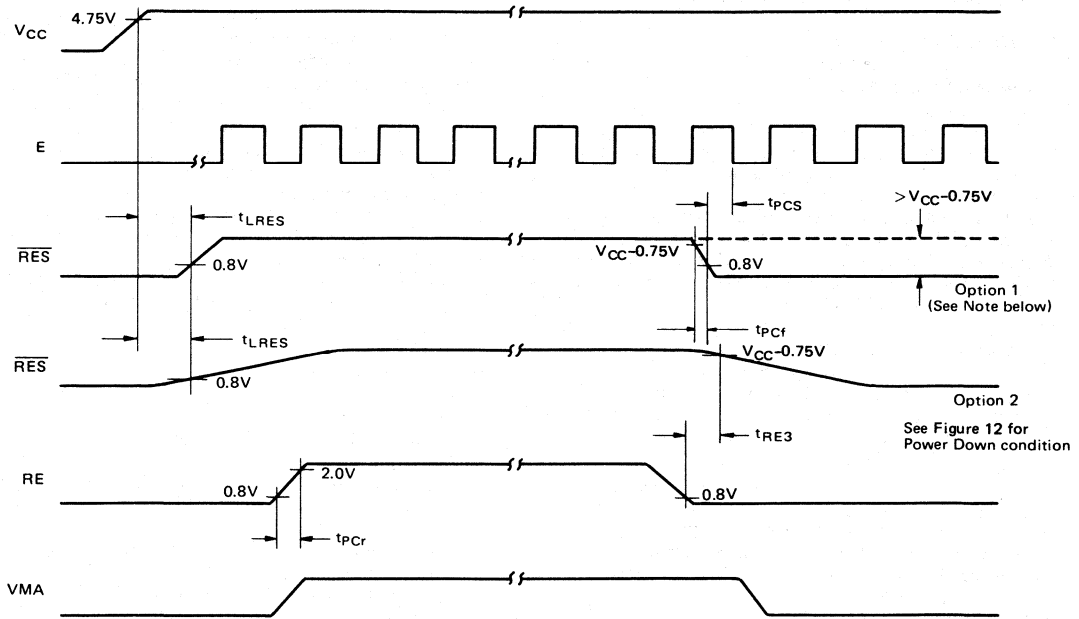 4.75V
VCC
E
tPCS
>VCC-0.75V
tLRES
RES
VCC-0.75V
0.8V
0.8V
Option 1
(See Note below)
tPCf
tLRES
RES
VCC-0.75V
0.8V
Option 2
tRE3
See Figure 12 for
Power Down condition
RE
2.0V
0.8V
0.8V
tPCr
VMA